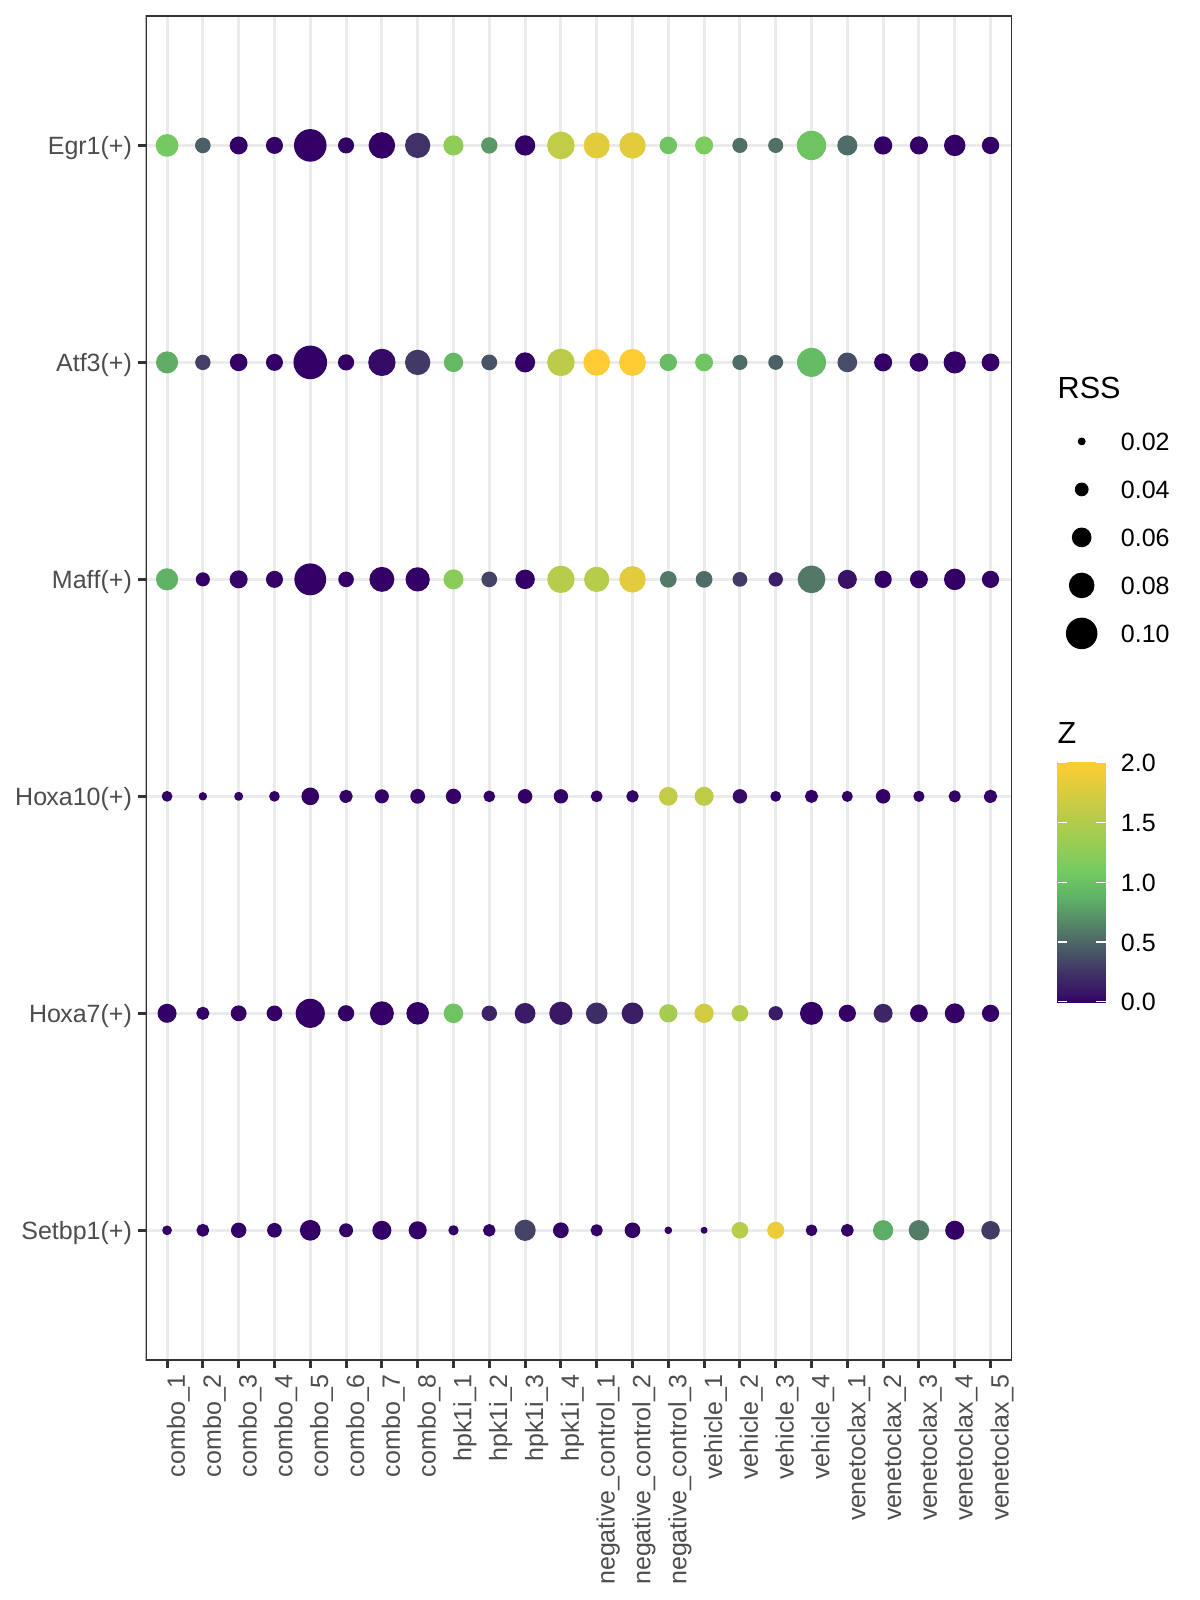 Egr1(+)
Atf3(+)
Maff(+)
Hoxa10(+)
Hoxa7(+)
Setbp1(+)
combo_1
combo_2
combo_3
combo_4
combo_5
combo_6
combo_7
combo_8
hpk1i_1
hpk1i_2
hpk1i_3
hpk1i_4
negative_control_1
negative_control_2
negative_control_3
vehicle_1
vehicle_2
vehicle_3
vehicle_4
venetoclax_1
venetoclax_2
venetoclax_3
venetoclax_4
venetoclax_5
RSS
0.02
0.04
0.06
0.08
0.10
Z
2.0
1.5
1.0
0.5
0.0